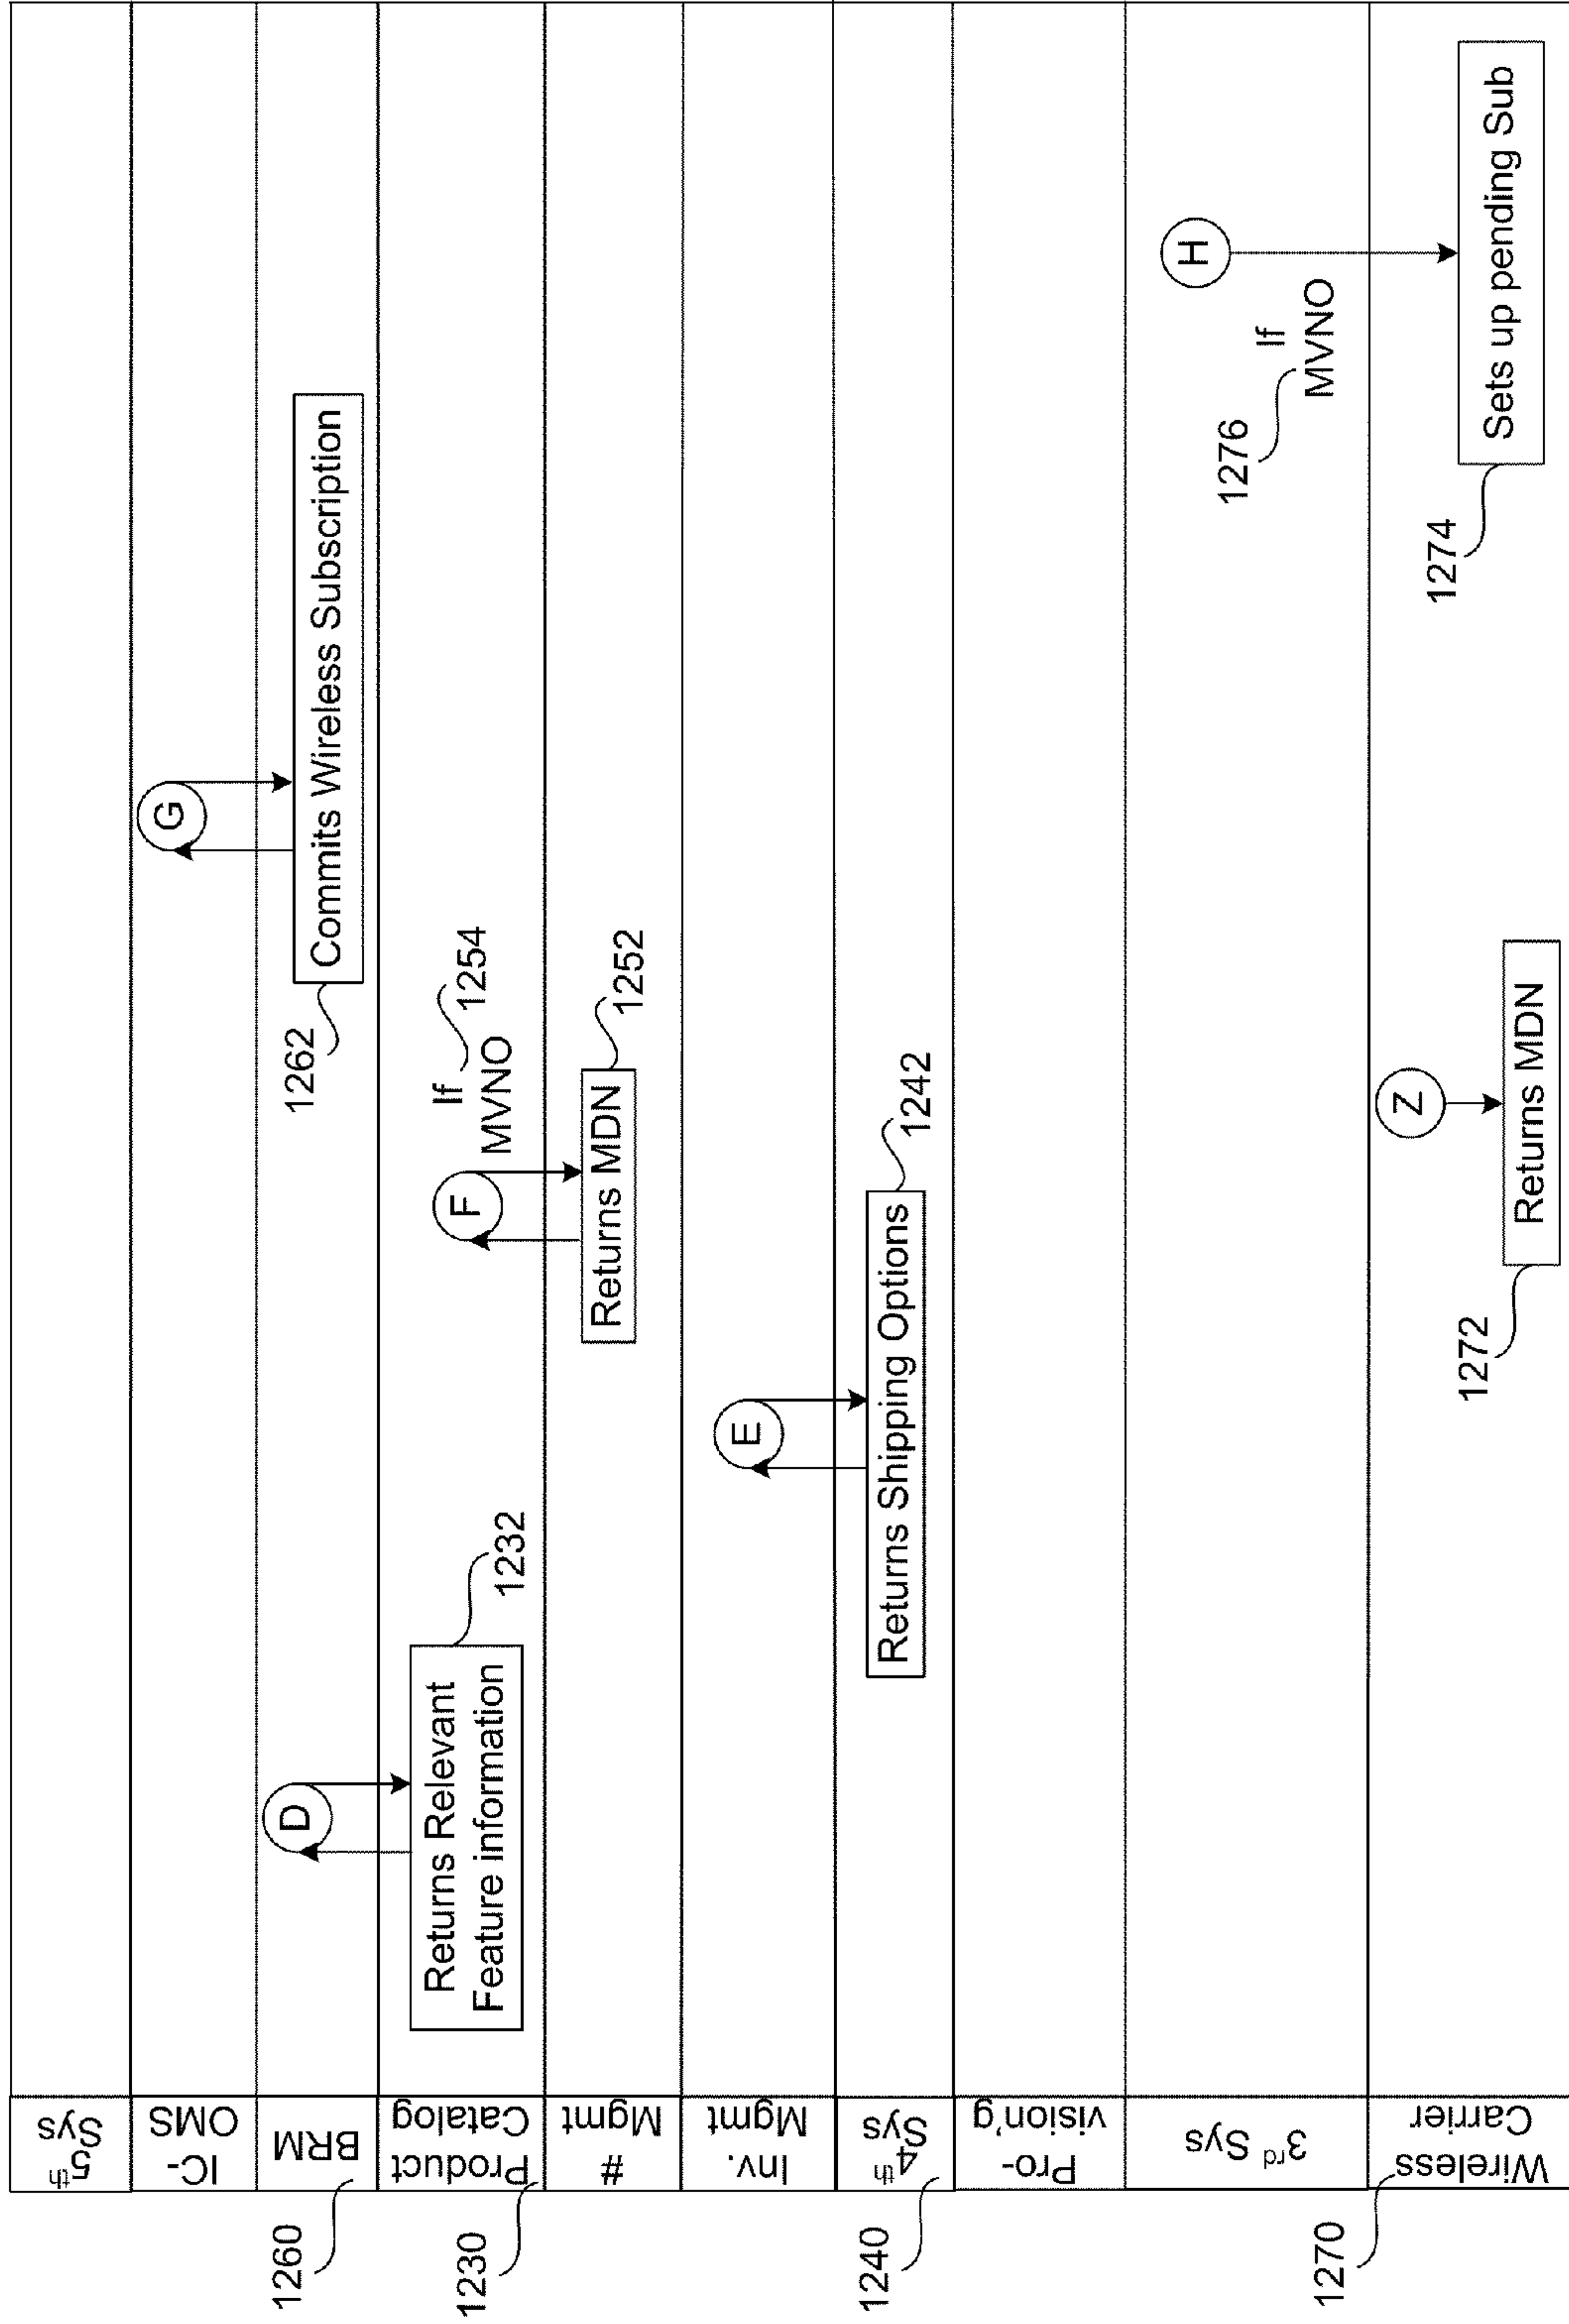 5th
Sys
IC-
OMS
1260
BRM
1262
Commits Wireless Subscription
G
1230
Product
Catalog
D
Returns Relevant
Feature information
1232
F
If
MVNO
1254
#
Mgmt
Returns MDN
1252
Inv.
Mgmt
E
1240
4th
Sys
Returns Shipping Options
1242
Pro-
vision'g
3rd Sys
1276
If
MVNO
H
1270
Wireless
Carrier
1272
Z
Returns MDN
1274
Sets up pending Sub